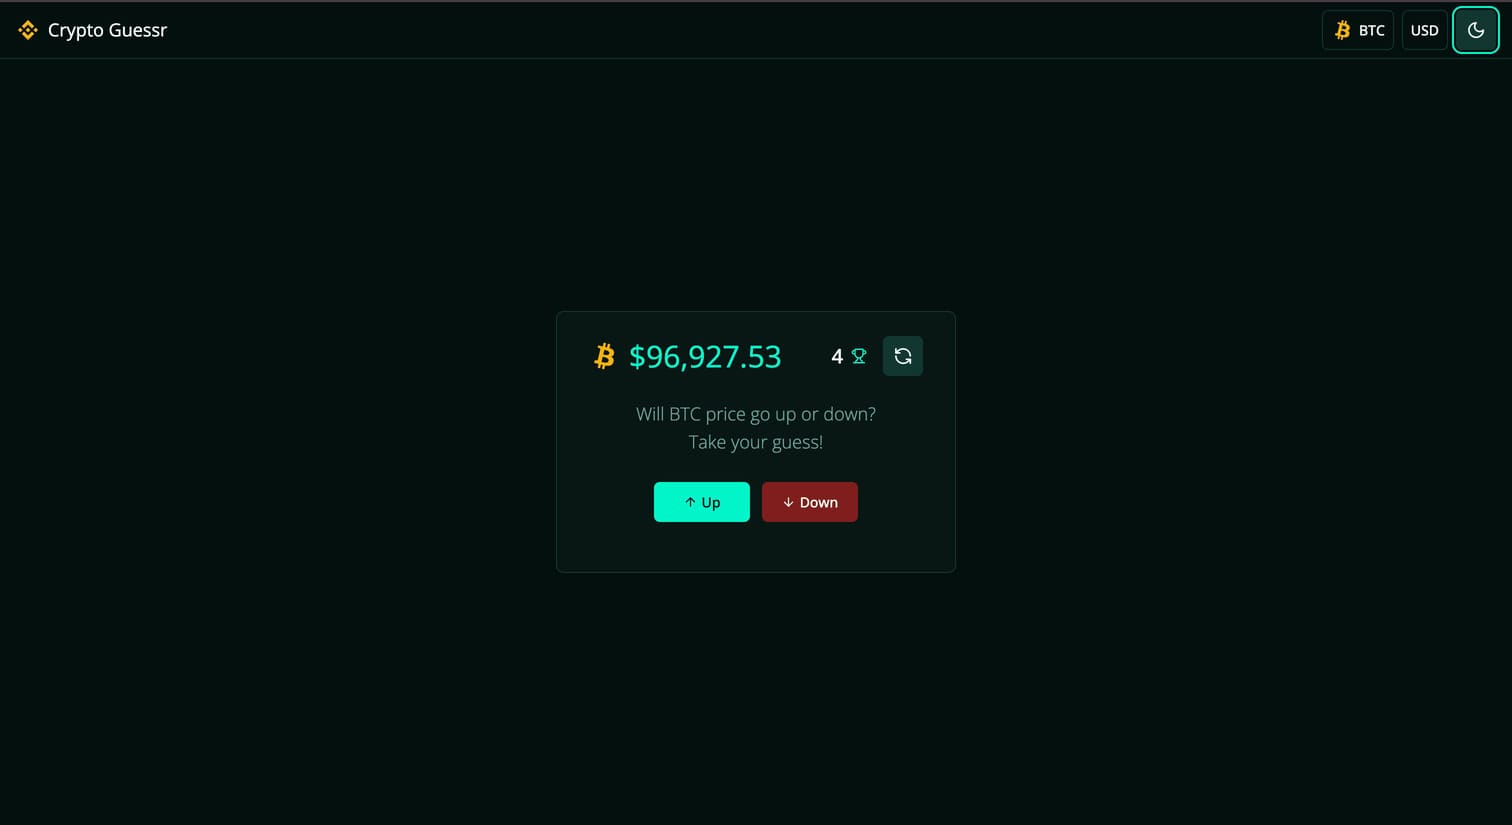 Crypto Guessr
BTC
USD
$96,927.53
4
Will BTC price go up or down?
Take your guess!
↑ Up
↓ Down